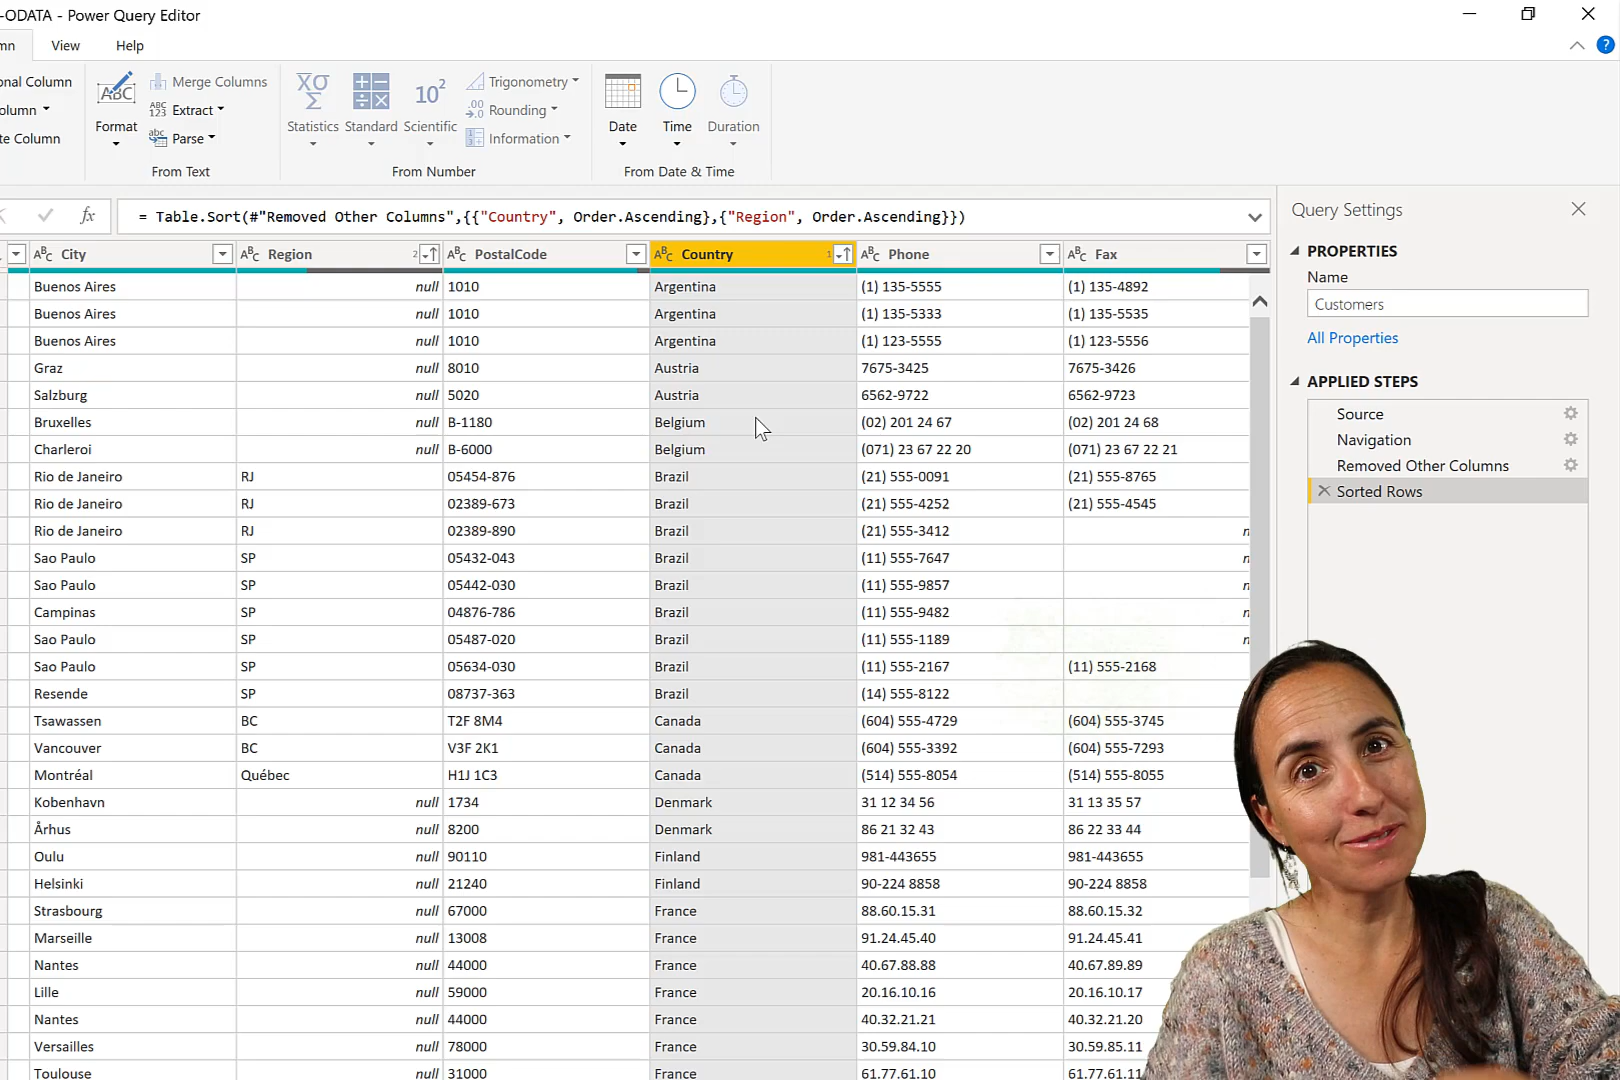 -ODATA - Power Query Editor
mn View Help
onal Column
olumn
te Column
Format
Merge Columns
Extract
Parse
From Text
Statistics Standard Scientific
Trigonometry
Rounding
Information
From Number
Date Time Duration
From Date & Time
fx = Table.Sort(#"Removed Other Columns",{{"Country", Order.Ascending},{"Region", Order.Ascending}})
City Region 2 PostalCode Country 1 Phone Fax
Buenos Aires null 1010 Argentina (1) 135-5555 (1) 135-4892
Buenos Aires null 1010 Argentina (1) 135-5333 (1) 135-5535
Buenos Aires null 1010 Argentina (1) 123-5555 (1) 123-5556
Graz null 8010 Austria 7675-3425 7675-3426
Salzburg null 5020 Austria 6562-9722 6562-9723
Bruxelles null B-1180 Belgium (02) 201 24 67 (02) 201 24 68
Charleroi null B-6000 Belgium (071) 23 67 22 20 (071) 23 67 22 21
Rio de Janeiro RJ 05454-876 Brazil (21) 555-0091 (21) 555-8765
Rio de Janeiro RJ 02389-673 Brazil (21) 555-4252 (21) 555-4545
Rio de Janeiro RJ 02389-890 Brazil (21) 555-3412 n
Sao Paulo SP 05432-043 Brazil (11) 555-7647 n
Sao Paulo SP 05442-030 Brazil (11) 555-9857 n
Campinas SP 04876-786 Brazil (11) 555-9482 n
Sao Paulo SP 05487-020 Brazil (11) 555-1189 n
Sao Paulo SP 05634-030 Brazil (11) 555-2167 (11) 555-2168
Resende SP 08737-363 Brazil (14) 555-8122
Tsawassen BC T2F 8M4 Canada (604) 555-4729 (604) 555-3745
Vancouver BC V3F 2K1 Canada (604) 555-3392 (604) 555-7293
Montréal Québec H1J 1C3 Canada (514) 555-8054 (514) 555-8055
Kobenhavn null 1734 Denmark 31 12 34 56 31 13 35 57
Århus null 8200 Denmark 86 21 32 43 86 22 33 44
Oulu null 90110 Finland 981-443655 981-443655
Helsinki null 21240 Finland 90-224 8858 90-224 8858
Strasbourg null 67000 France 88.60.15.31 88.60.15.32
Marseille null 13008 France 91.24.45.40 91.24.45.41
Nantes null 44000 France 40.67.88.88 40.67.89.89
Lille null 59000 France 20.16.10.16 20.16.10.17
Nantes null 44000 France 40.32.21.21 40.32.21.20
Versailles null 78000 France 30.59.84.10 30.59.85.11
Toulouse null 31000 France 61.77.61.10 61.77.61.11
Query Settings
PROPERTIES
Name
Customers
All Properties
APPLIED STEPS
Source
Navigation
Removed Other Columns
Sorted Rows